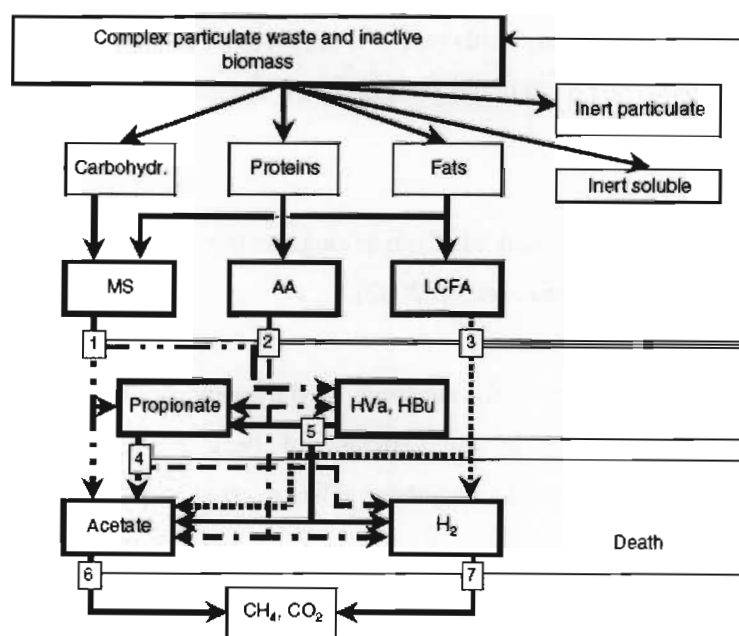 Complex particulate waste and inactive
biomass
Inert particulate
Carbohydr.
Proteins
Fats
Inert soluble
MS
AA
LCFA
1
2
3
Propionate
HVa, HBu
5
4
Acetate
H₂
Death
6
7
CH₄, CO₂